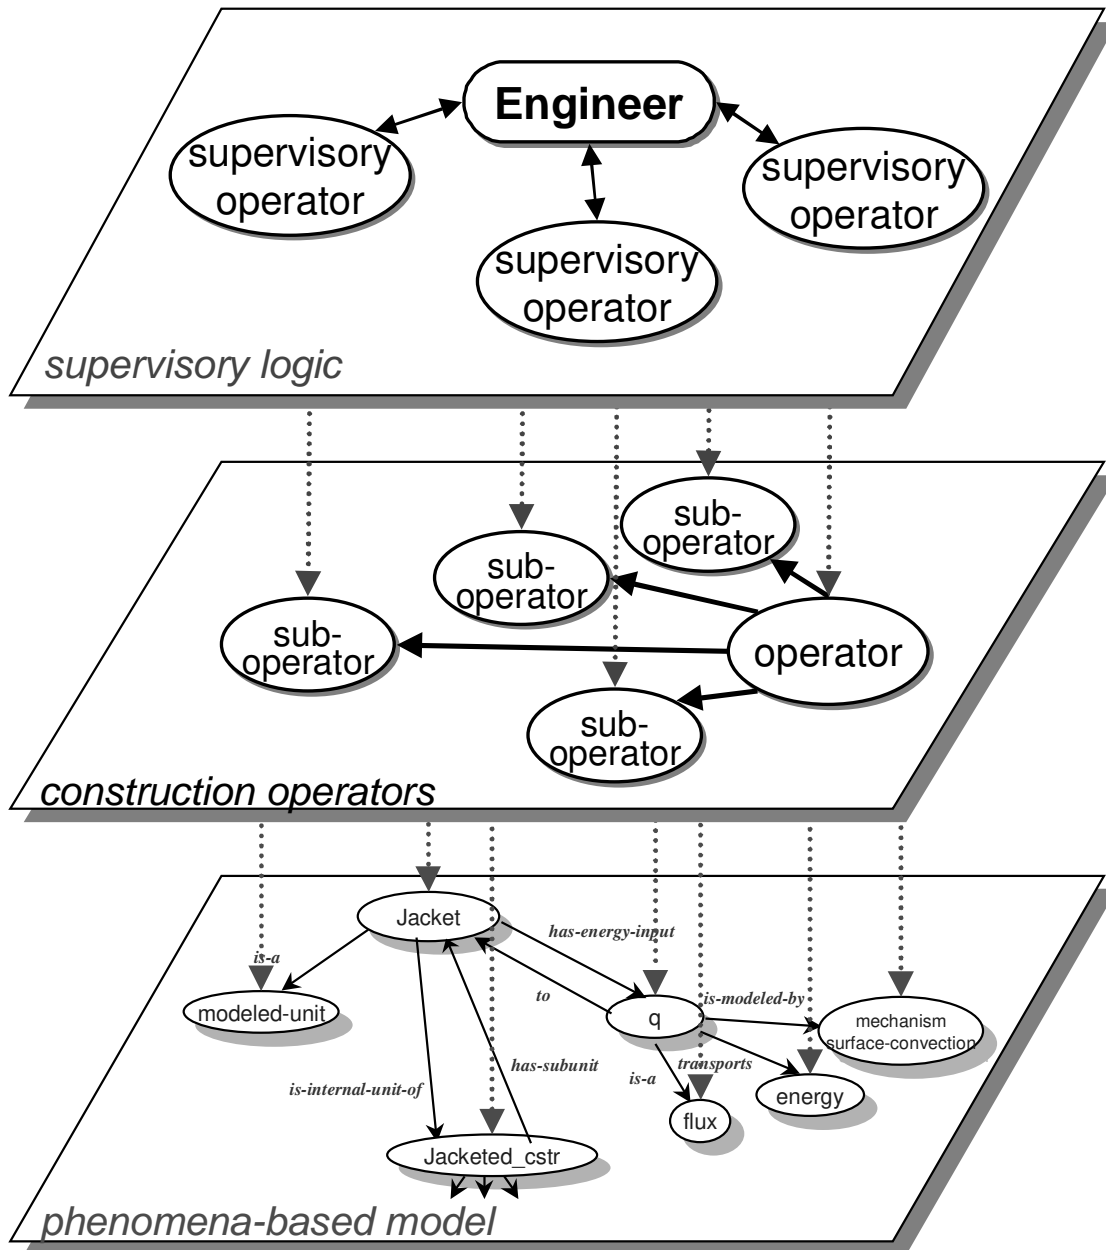 Engineer
supervisory
operator
supervisory
operator
supervisory
operator
supervisory logic
sub-
operator
sub-
operator
sub-
operator
operator
sub-
operator
construction operators
Jacket
has-energy-input
is-a
to
modeled-unit
q
is-modeled-by
mechanism
surface-convection
has-subunit
transports
is-a
is-internal-unit-of
energy
flux
Jacketed_cstr
phenomena-based model